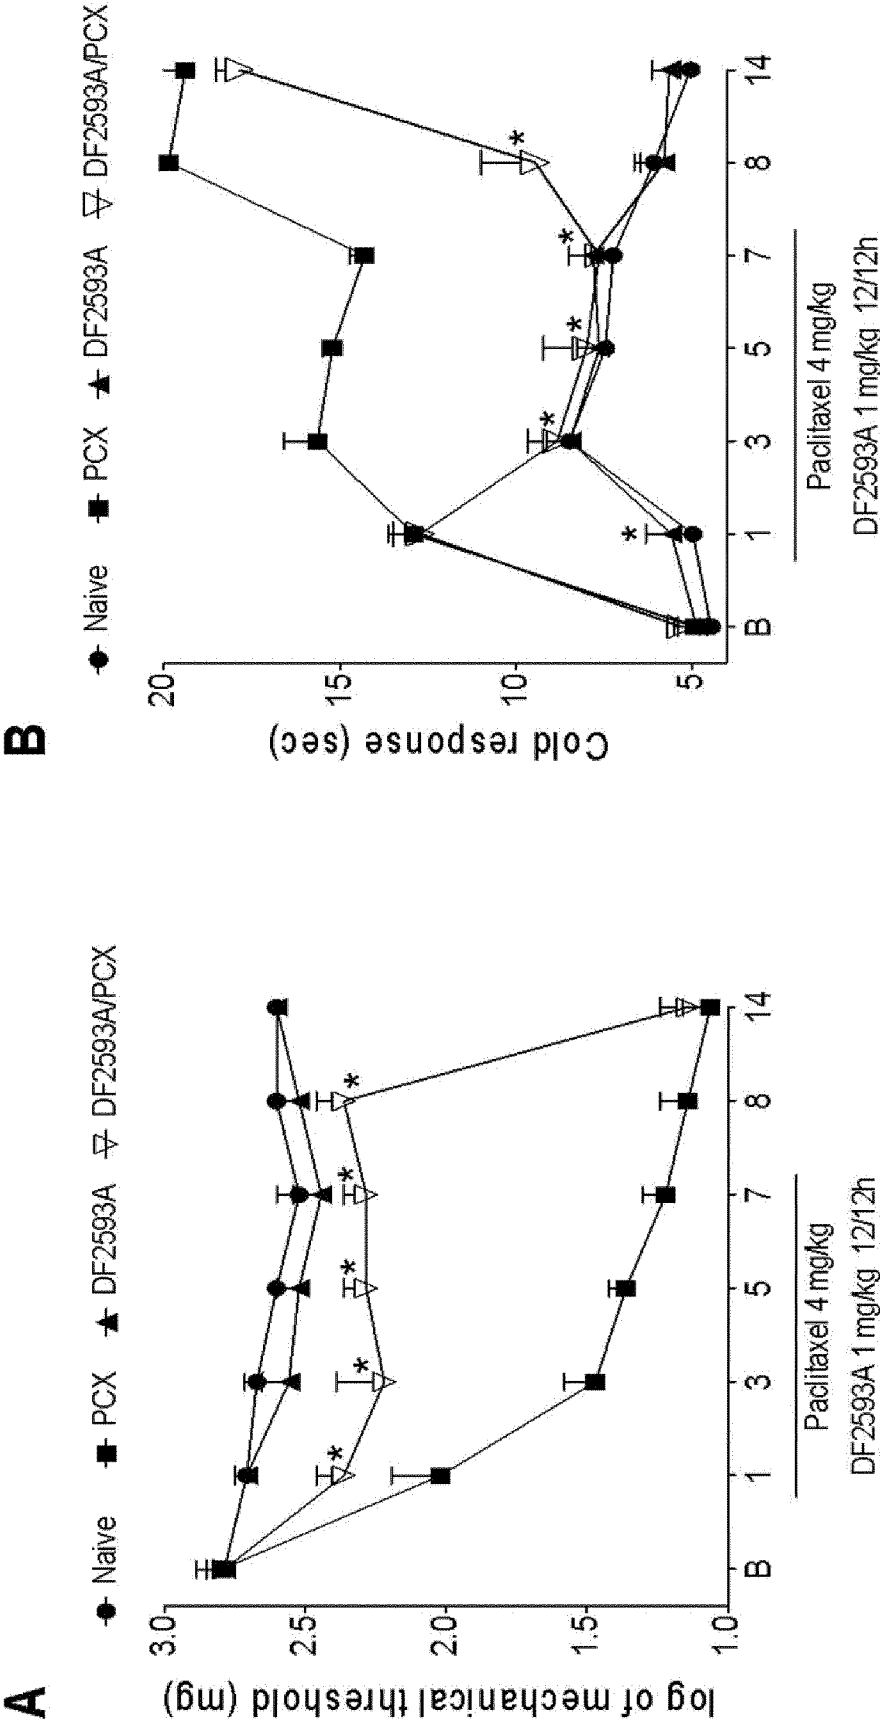 A
Naive PCX DF2593A DF2593A/PCX
log of mechanical threshold (mg)
3.0
2.5
2.0
1.5
1.0
* * * * *
B 1 3 5 7 8 14
Paclitaxel 4 mg/kg
DF2593A 1 mg/kg 12/12h
B
Naive PCX DF2593A DF2593A/PCX
Cold response (sec)
20
15
10
5
* * * * *
B 1 3 5 7 8 14
Paclitaxel 4 mg/kg
DF2593A 1 mg/kg 12/12h